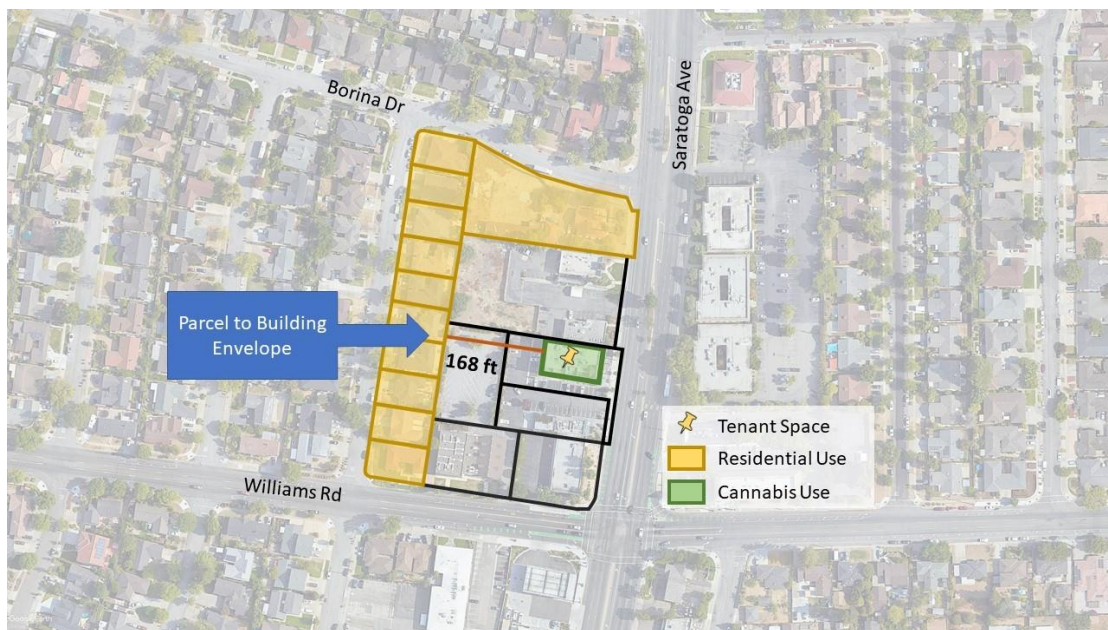 Borina Dr
Saratoga Ave
Parcel to Building
Envelope
168 ft
Tenant Space
Residential Use
Cannabis Use
Williams Rd